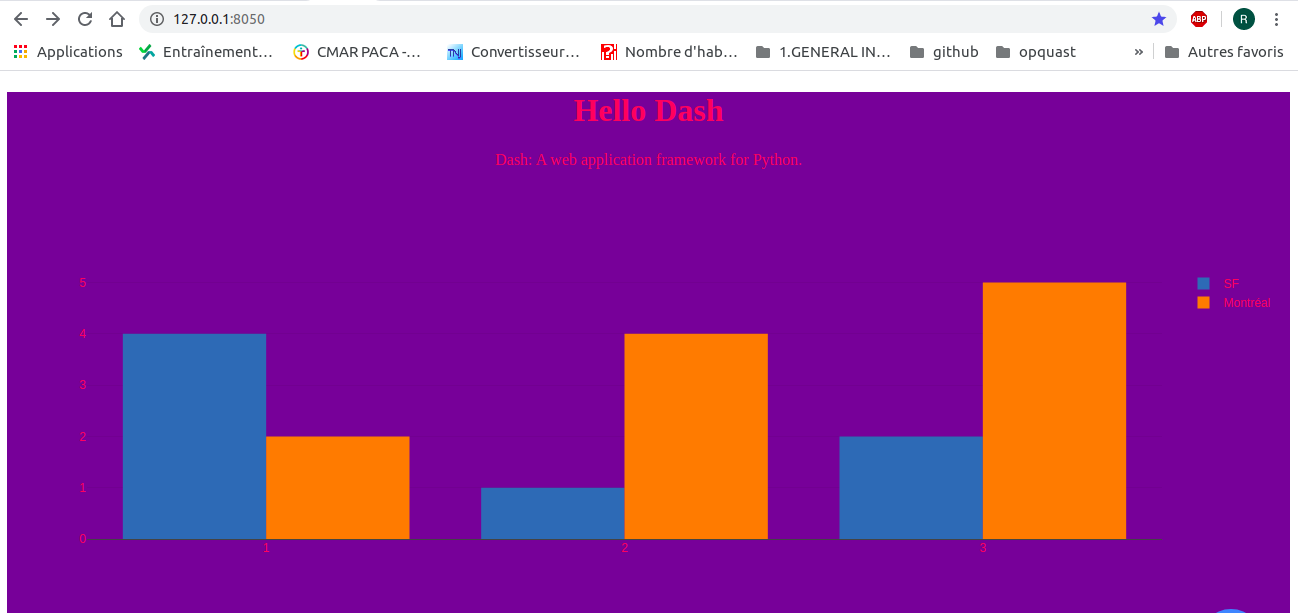 127.0.0.1:8050
ABP
R
Applications
Entraînement…
CMAR PACA -…
TNJ
Convertisseur…
Nombre d'hab…
1.GENERAL IN…
github
opquast
»
Autres favoris
Hello Dash
Dash: A web application framework for Python.
5
4
3
2
1
0
1
2
3
SF
Montréal